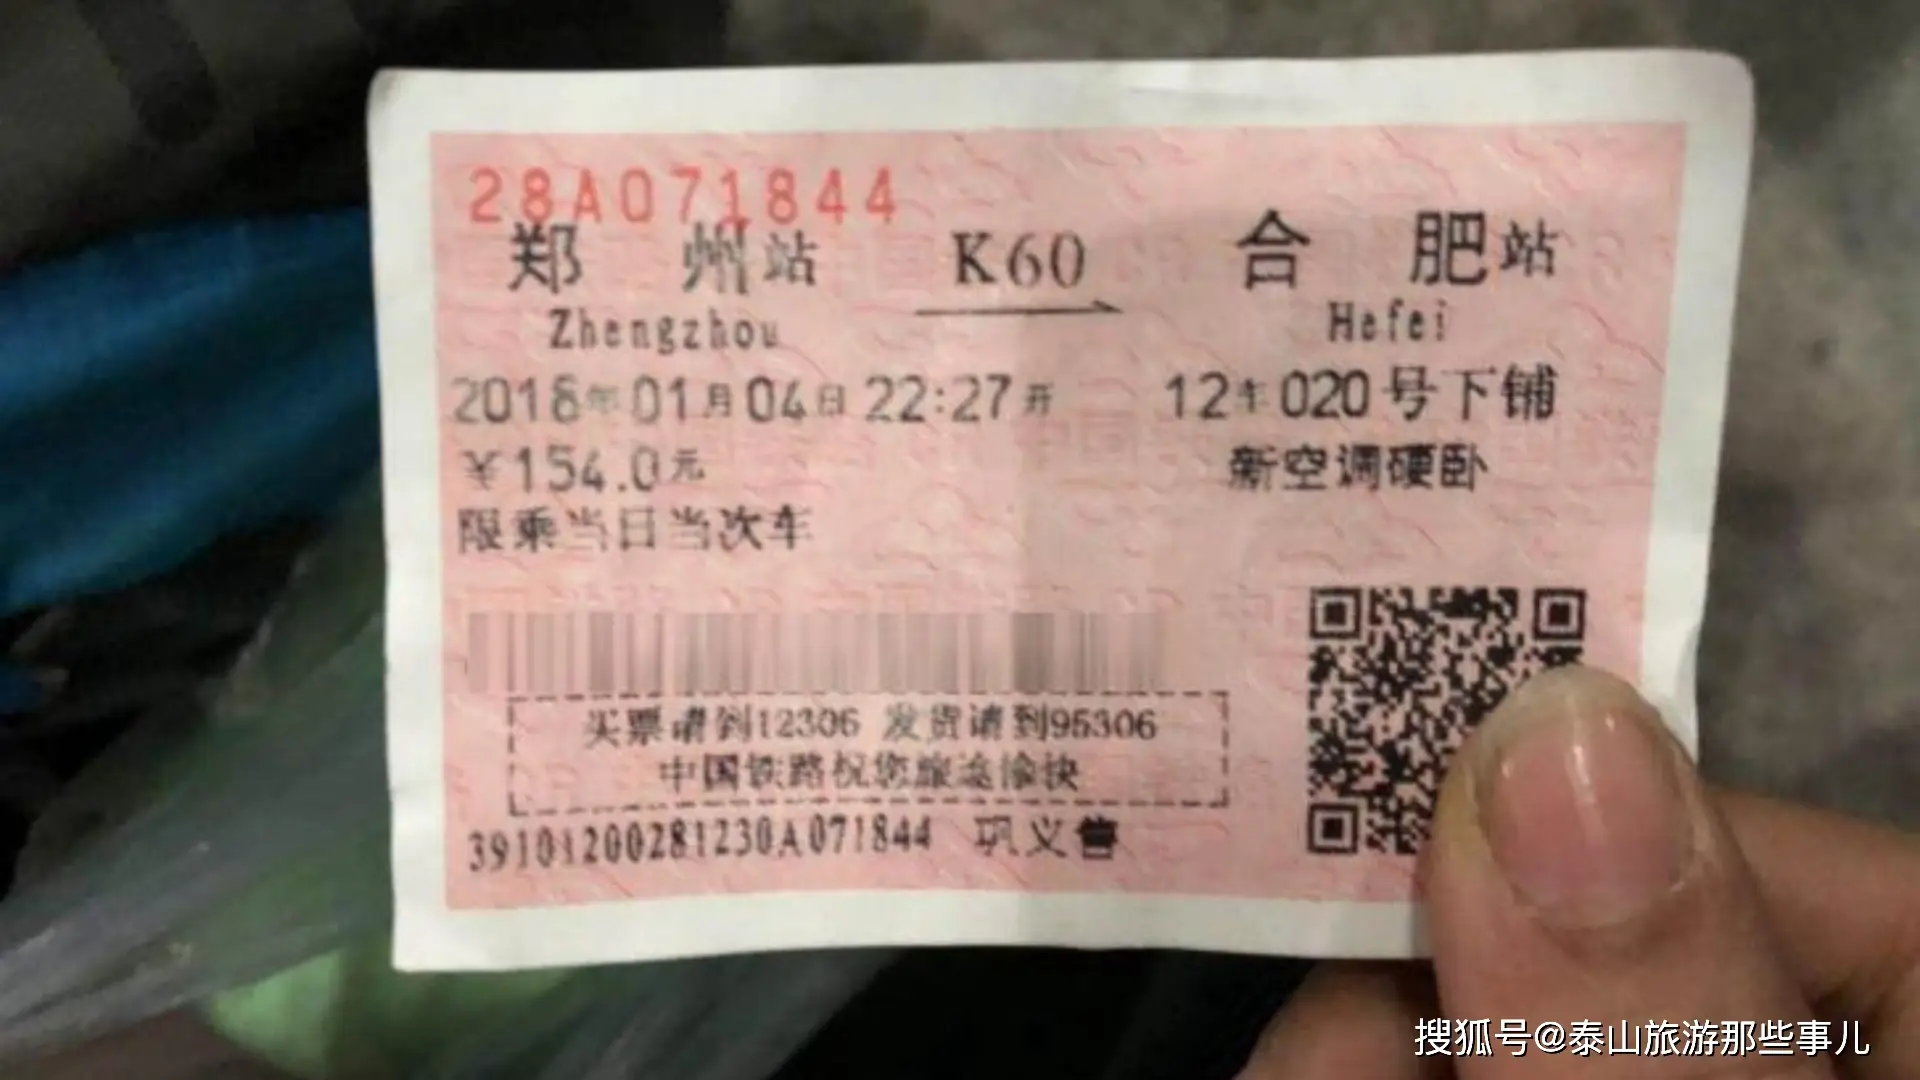 28A071844
郑 州站 K60 合 肥站
Zhengzhou Hefei
2018年01月04日22:27开 12车020号下铺
¥154.0元 新空调硬卧
限乘当日当次车
买票请到12306 发货请到95306
中国铁路祝您旅途愉快
39101200281230A071844 巩义售
搜狐号@泰山旅游那些事儿